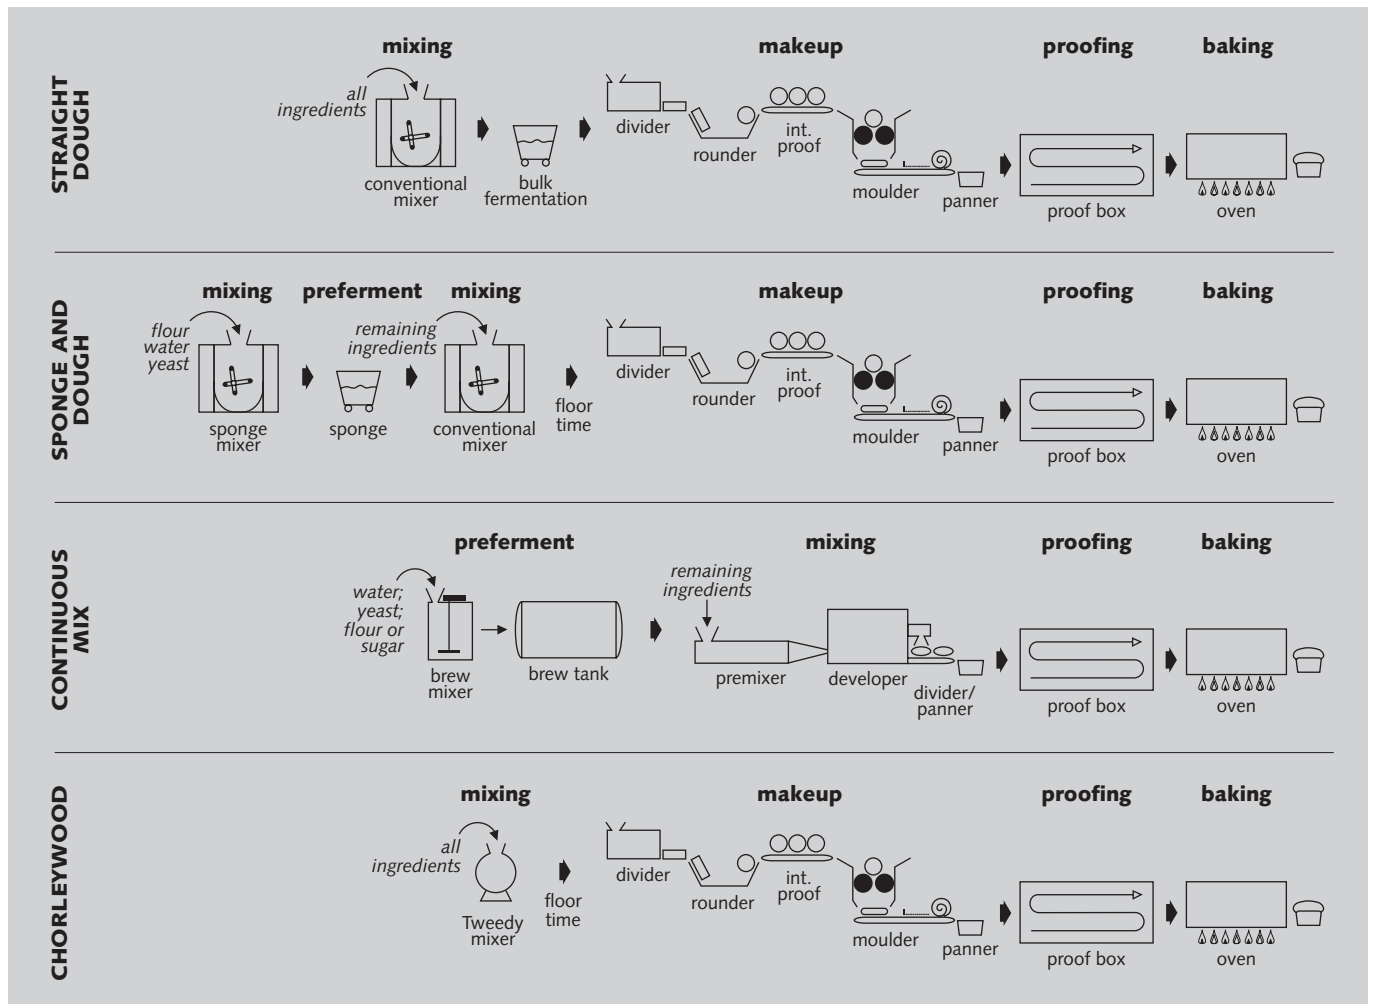 STRAIGHT
DOUGH
mixing
makeup
proofing
baking
all
ingredients
conventional
mixer
bulk
fermentation
divider
rounder
int.
proof
moulder
panner
proof box
oven
SPONGE AND
DOUGH
mixing
preferment
mixing
makeup
proofing
baking
flour
water
yeast
sponge
mixer
sponge
remaining
ingredients
conventional
mixer
floor
time
divider
rounder
int.
proof
moulder
panner
proof box
oven
CONTINUOUS
MIX
preferment
mixing
proofing
baking
water;
yeast;
flour or
sugar
brew
mixer
brew tank
remaining
ingredients
premixer
developer
divider/
panner
proof box
oven
CHORLEYWOOD
mixing
makeup
proofing
baking
all
ingredients
Tweedy
mixer
floor
time
divider
rounder
int.
proof
moulder
panner
proof box
oven